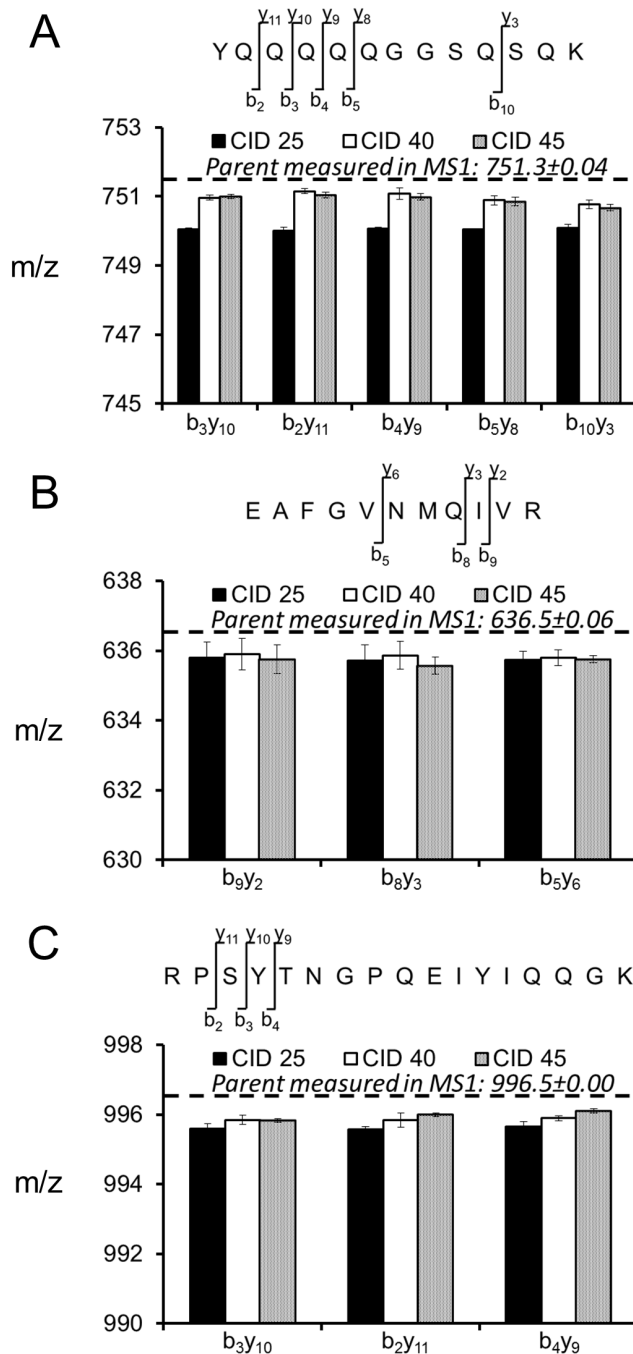 A
y11 y10 y9 y8 y3
Y Q Q Q Q Q G G S Q S Q K
b2 b3 b4 b5 b10
753
CID 25 CID 40 CID 45
Parent measured in MS1: 751.3±0.04
751
749
m/z
747
745
b3y10 b2y11 b4y9 b5y8 b10y3
B
y6 y3 y2
E A F G V N M Q I V R
b5 b8 b9
638
CID 25 CID 40 CID 45
Parent measured in MS1: 636.5±0.06
636
634
m/z
632
630
b9y2 b8y3 b5y6
C
y11 y10 y9
R P S Y T N G P Q E I Y I Q Q G K
b2 b3 b4
998
CID 25 CID 40 CID 45
Parent measured in MS1: 996.5±0.00
996
994
m/z
992
990
b3y10 b2y11 b4y9